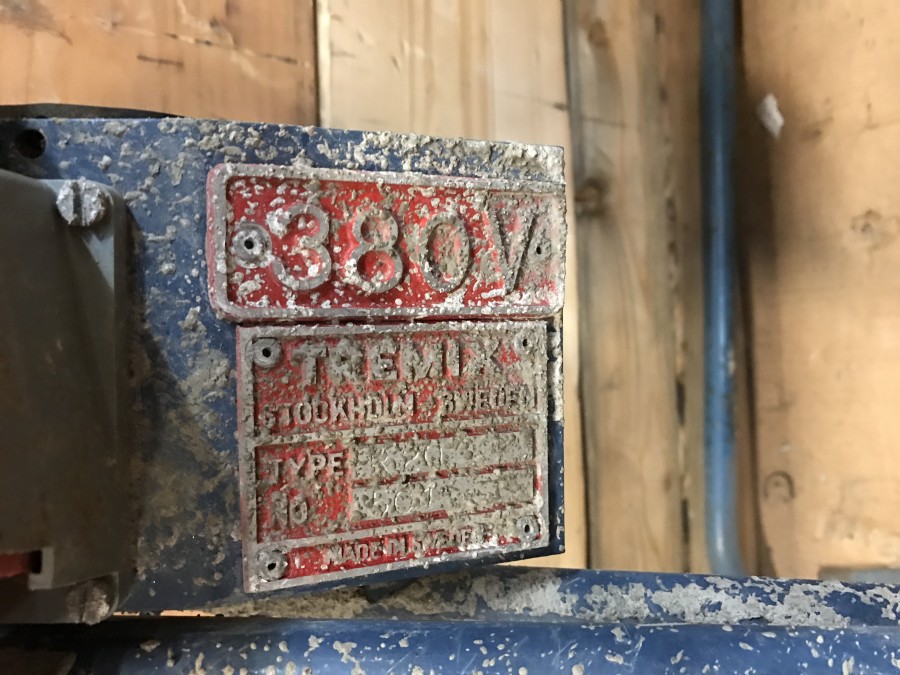 380V
TREMIX
STOCKHOLM SWEDEN
TYPE
NO
MADE IN SWEDEN